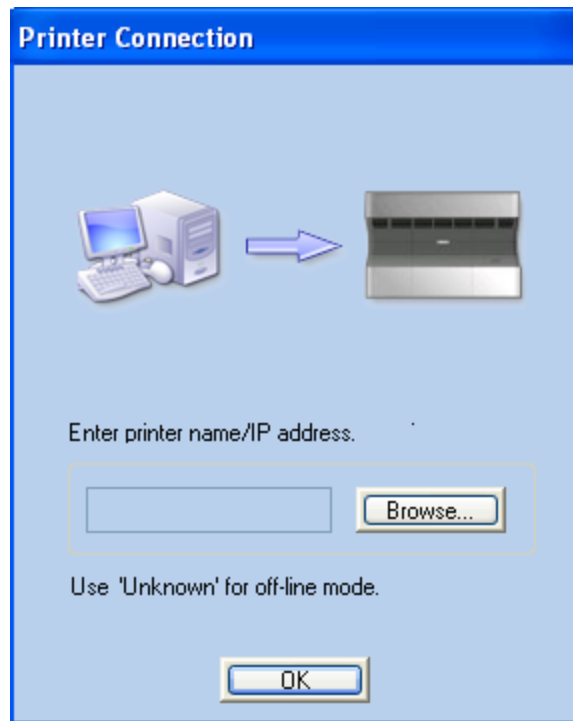 Printer Connection
Enter printer name/IP address.
Browse...
Use 'Unknown' for off-line mode.
OK